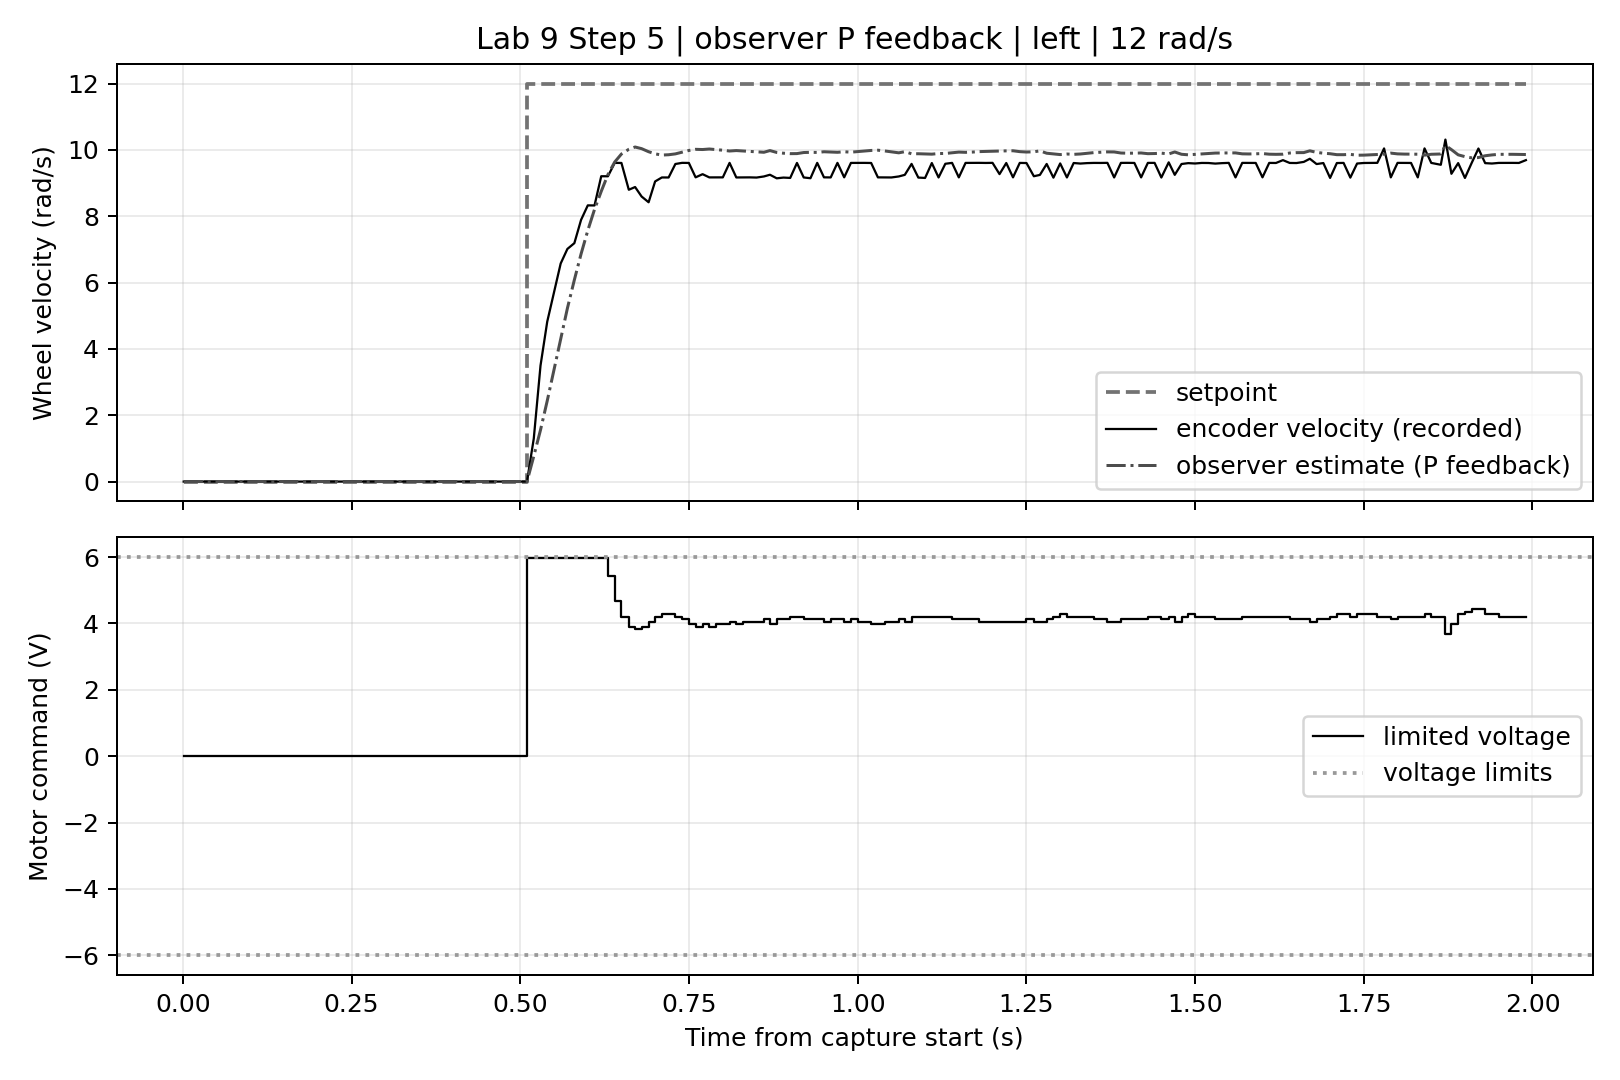 Lab 9 Step 5 | observer P feedback | left | 12 rad/s
Wheel velocity (rad/s)
12
10
8
6
4
2
0
setpoint
encoder velocity (recorded)
observer estimate (P feedback)
Motor command (V)
6
4
2
0
−2
−4
−6
limited voltage
voltage limits
0.00 0.25 0.50 0.75 1.00 1.25 1.50 1.75 2.00
Time from capture start (s)